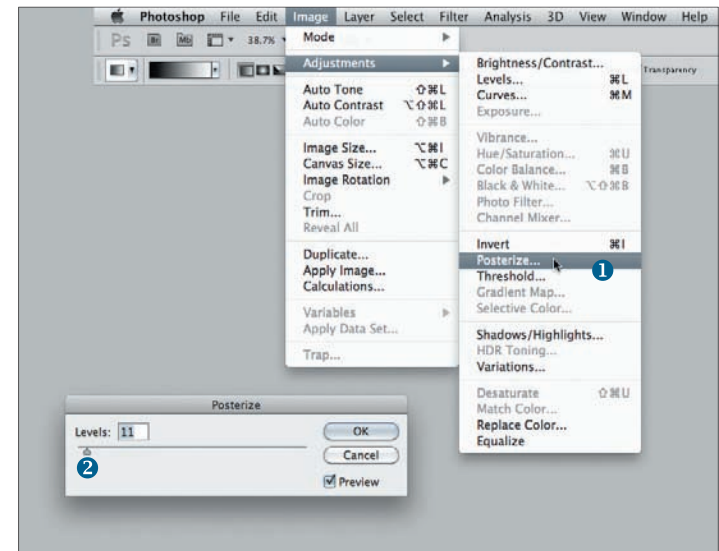 Photoshop File Edit Image Layer Select Filter Analysis 3D View Window Help
Ps Br Mb 38.7%
Transparency
Mode
Adjustments
Auto Tone ⇧⌘L
Auto Contrast ⌥⇧⌘L
Auto Color ⇧⌘B
Image Size... ⌥⌘I
Canvas Size... ⌥⌘C
Image Rotation
Crop
Trim...
Reveal All
Duplicate...
Apply Image...
Calculations...
Variables
Apply Data Set...
Trap...
Brightness/Contrast...
Levels... ⌘L
Curves... ⌘M
Exposure...
Vibrance...
Hue/Saturation... ⌘U
Color Balance... ⌘B
Black & White... ⌥⇧⌘B
Photo Filter...
Channel Mixer...
Invert ⌘I
Posterize...
1
Threshold...
Gradient Map...
Selective Color...
Shadows/Highlights...
HDR Toning...
Variations...
Desaturate ⇧⌘U
Match Color...
Replace Color...
Equalize
Posterize
Levels: 11
OK
2
Cancel
Preview